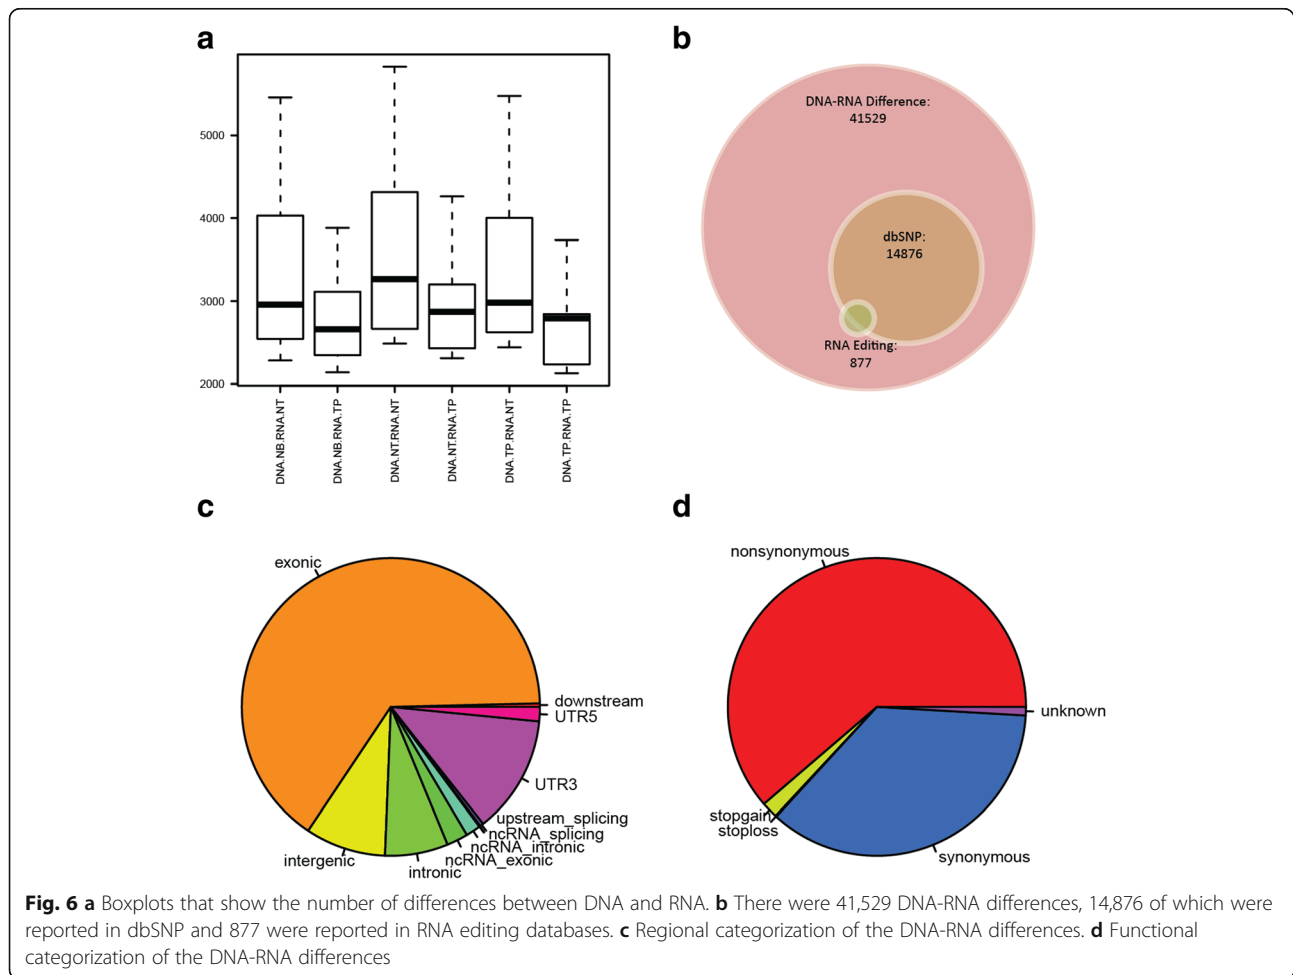 a
5000
4000
3000
2000
DNA.NB.RNA.NT
DNA.NB.RNA.TP
DNA.NT.RNA.NT
DNA.NT.RNA.TP
DNA.TP.RNA.NT
DNA.TP.RNA.TP
b
DNA-RNA Difference:
41529
dbSNP:
14876
RNA Editing:
877
c
exonic
downstream
UTR5
UTR3
upstream_splicing
ncRNA_splicing
ncRNA_intronic
ncRNA_exonic
intronic
intergenic
d
nonsynonymous
unknown
stopgain
stoploss
synonymous
Fig. 6 a Boxplots that show the number of differences between DNA and RNA. b There were 41,529 DNA-RNA differences, 14,876 of which were
reported in dbSNP and 877 were reported in RNA editing databases. c Regional categorization of the DNA-RNA differences. d Functional
categorization of the DNA-RNA differences